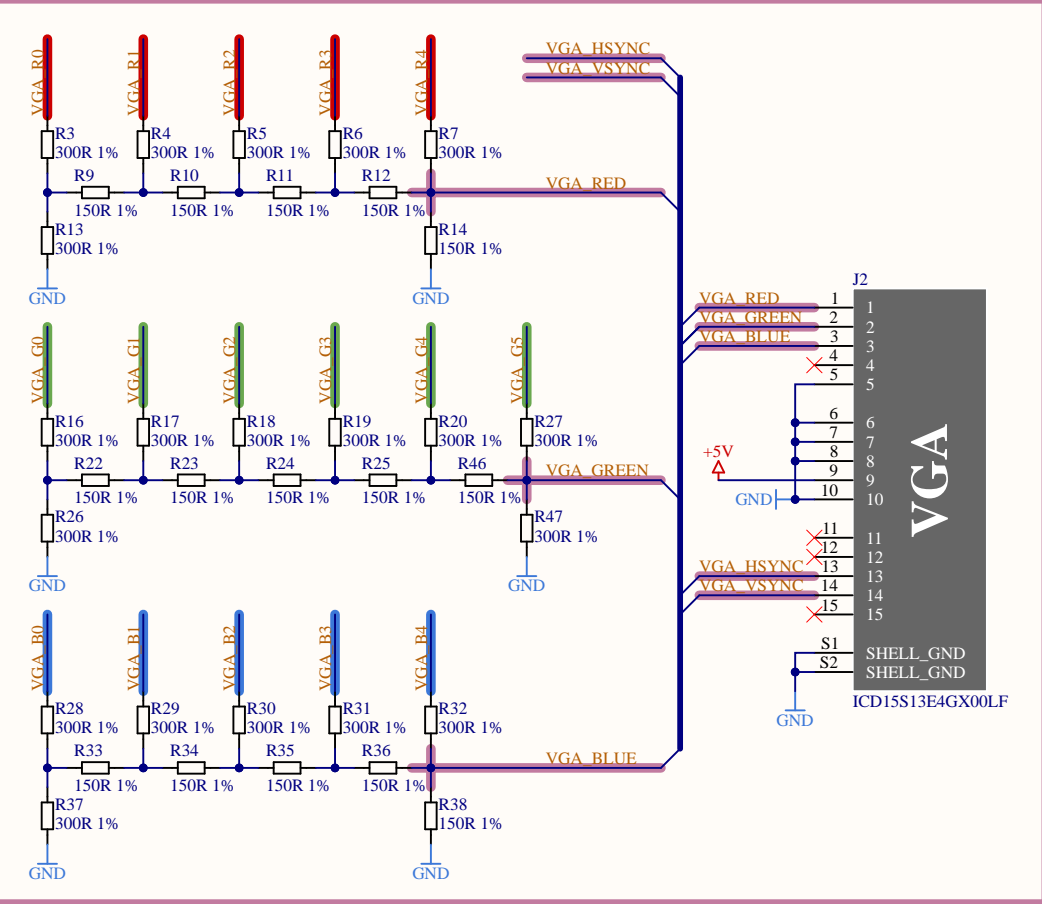 VGA_R0
VGA_R1
VGA_R2
VGA_R3
VGA_R4
VGA_HSYNC
VGA_VSYNC
R3
300R 1%
R4
300R 1%
R5
300R 1%
R6
300R 1%
R7
300R 1%
R9
150R 1%
R10
150R 1%
R11
150R 1%
R12
150R 1%
VGA_RED
R13
300R 1%
R14
150R 1%
GND
GND
VGA_G0
VGA_G1
VGA_G2
VGA_G3
VGA_G4
VGA_G5
R16
300R 1%
R17
300R 1%
R18
300R 1%
R19
300R 1%
R20
300R 1%
R27
300R 1%
R22
150R 1%
R23
150R 1%
R24
150R 1%
R25
150R 1%
R46
150R 1%
VGA_GREEN
R26
300R 1%
R47
300R 1%
GND
GND
VGA_B0
VGA_B1
VGA_B2
VGA_B3
VGA_B4
R28
300R 1%
R29
300R 1%
R30
300R 1%
R31
300R 1%
R32
300R 1%
R33
150R 1%
R34
150R 1%
R35
150R 1%
R36
150R 1%
VGA_BLUE
R37
300R 1%
R38
150R 1%
GND
GND
J2
VGA_RED 1 1
VGA_GREEN 2 2
VGA_BLUE 3 3
4 4
5 5
6 6
7 7
8 8
+5V 9 9
GND 10 10
11 11
12 12
VGA_HSYNC 13 13
VGA_VSYNC 14 14
15 15
S1 SHELL_GND
S2 SHELL_GND
GND
VGA
ICD15S13E4GX00LF